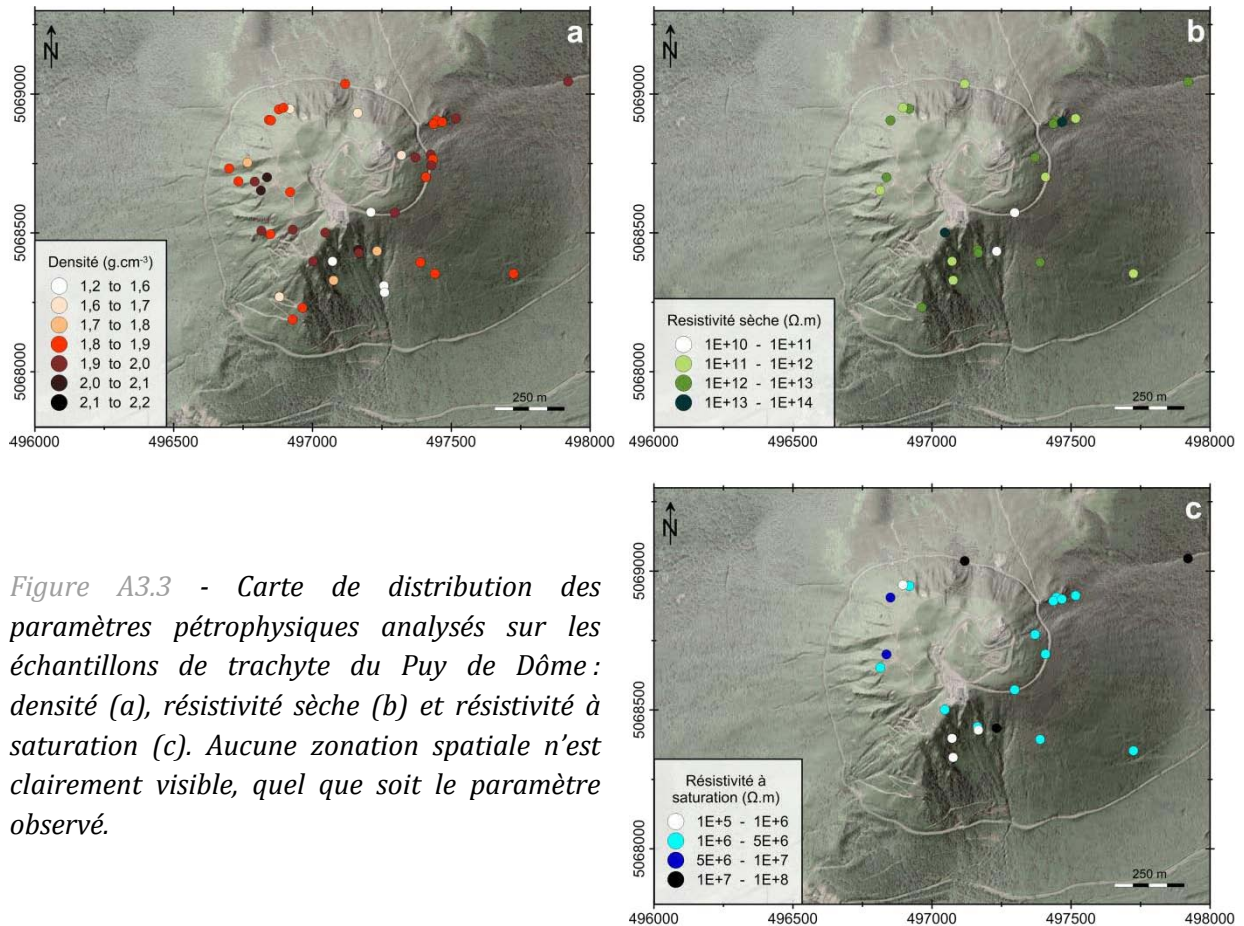 a
N
5069000
5068500
5068000
Densité (g.cm⁻³)
1,2 to 1,6
1,6 to 1,7
1,7 to 1,8
1,8 to 1,9
1,9 to 2,0
2,0 to 2,1
2,1 to 2,2
250 m
496000 496500 497000 497500 498000
b
N
5069000
5068500
5068000
Resistivité sèche (Ω.m)
1E+10 - 1E+11
1E+11 - 1E+12
1E+12 - 1E+13
1E+13 - 1E+14
250 m
496000 496500 497000 497500 498000
c
N
5069000
5068500
5068000
Résistivité à
saturation (Ω.m)
1E+5 - 1E+6
1E+6 - 5E+6
5E+6 - 1E+7
1E+7 - 1E+8
250 m
496000 496500 497000 497500 498000
Figure A3.3 - Carte de distribution des
paramètres pétrophysiques analysés sur les
échantillons de trachyte du Puy de Dôme :
densité (a), résistivité sèche (b) et résistivité à
saturation (c). Aucune zonation spatiale n'est
clairement visible, quel que soit le paramètre
observé.